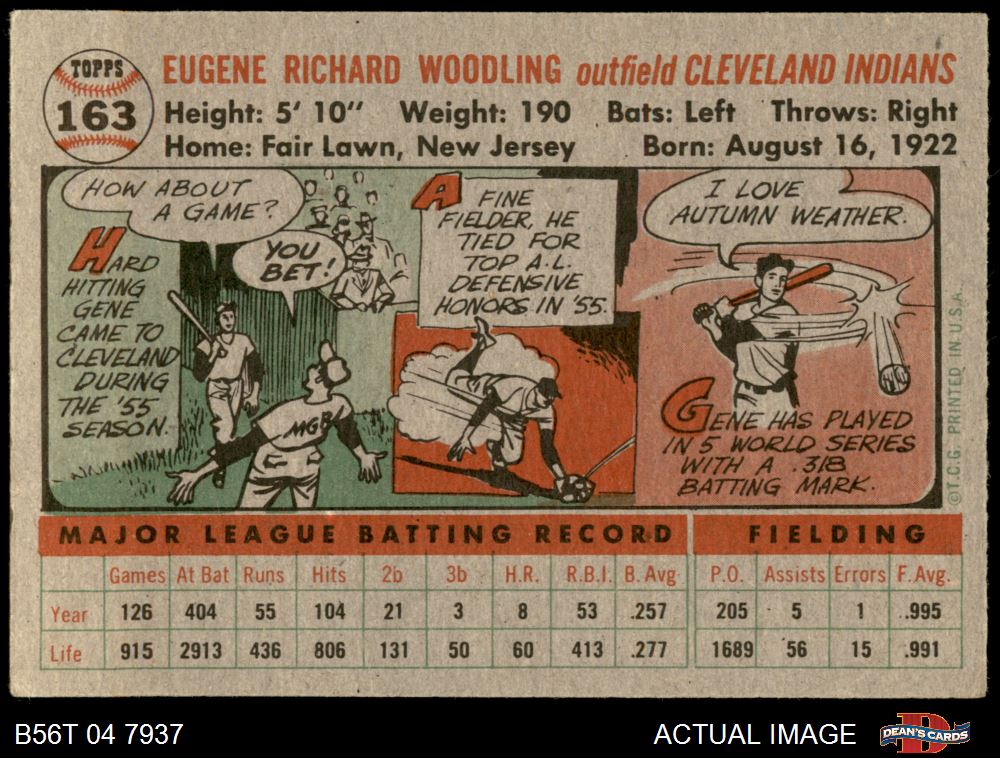 TOPPS
163
EUGENE RICHARD WOODLING outfield CLEVELAND INDIANS
Height: 5' 10" Weight: 190 Bats: Left Throws: Right
Home: Fair Lawn, New Jersey Born: August 16, 1922
HOW ABOUT
A GAME?
YOU
BET!
HARD
HITTING
GENE
CAME TO
CLEVELAND
DURING
THE '55
SEASON.
MGR
A FINE
FIELDER, HE
TIED FOR
TOP A.L.
DEFENSIVE
HONORS IN '55.
I LOVE
AUTUMN WEATHER.
GENE HAS PLAYED
IN 5 WORLD SERIES
WITH A .318
BATTING MARK.
©T.C.G. PRINTED IN U.S.A.
MAJOR LEAGUE BATTING RECORD FIELDING
Games At Bat Runs Hits 2b 3b H.R. R.B.I. B. Avg. P.O. Assists Errors F. Avg.
Year 126 404 55 104 21 3 8 53 .257 205 5 1 .995
Life 915 2913 436 806 131 50 60 413 .277 1689 56 15 .991
B56T 04 7937 ACTUAL IMAGE DEAN'S CARDS